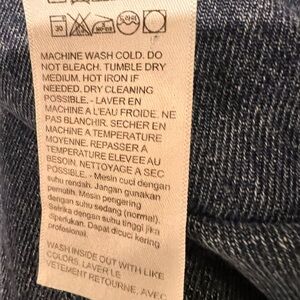 30
MACHINE WASH COLD. DO
NOT BLEACH. TUMBLE DRY
MEDIUM. HOT IRON IF
NEEDED. DRY CLEANING
POSSIBLE. - LAVER EN
MACHINE A L'EAU FROIDE. NE
PAS BLANCHIR. SECHER EN
MACHINE A TEMPERATURE
MOYENNE. REPASSER A
TEMPERATURE ELEVEE AU
BESOIN. NETTOYAGE A SEC
POSSIBLE. - Mesin cuci dengan
suhu rendah. Jangan gunakan
pemutih. Mesin pengering
dengan suhu sedang (normal).
Setrika dengan suhu tinggi jika
diperlukan. Dapat dicuci kering
profesional.
WASH INSIDE OUT WITH LIKE
COLORS. LAVER LE
VETEMENT RETOURNE, AVEC